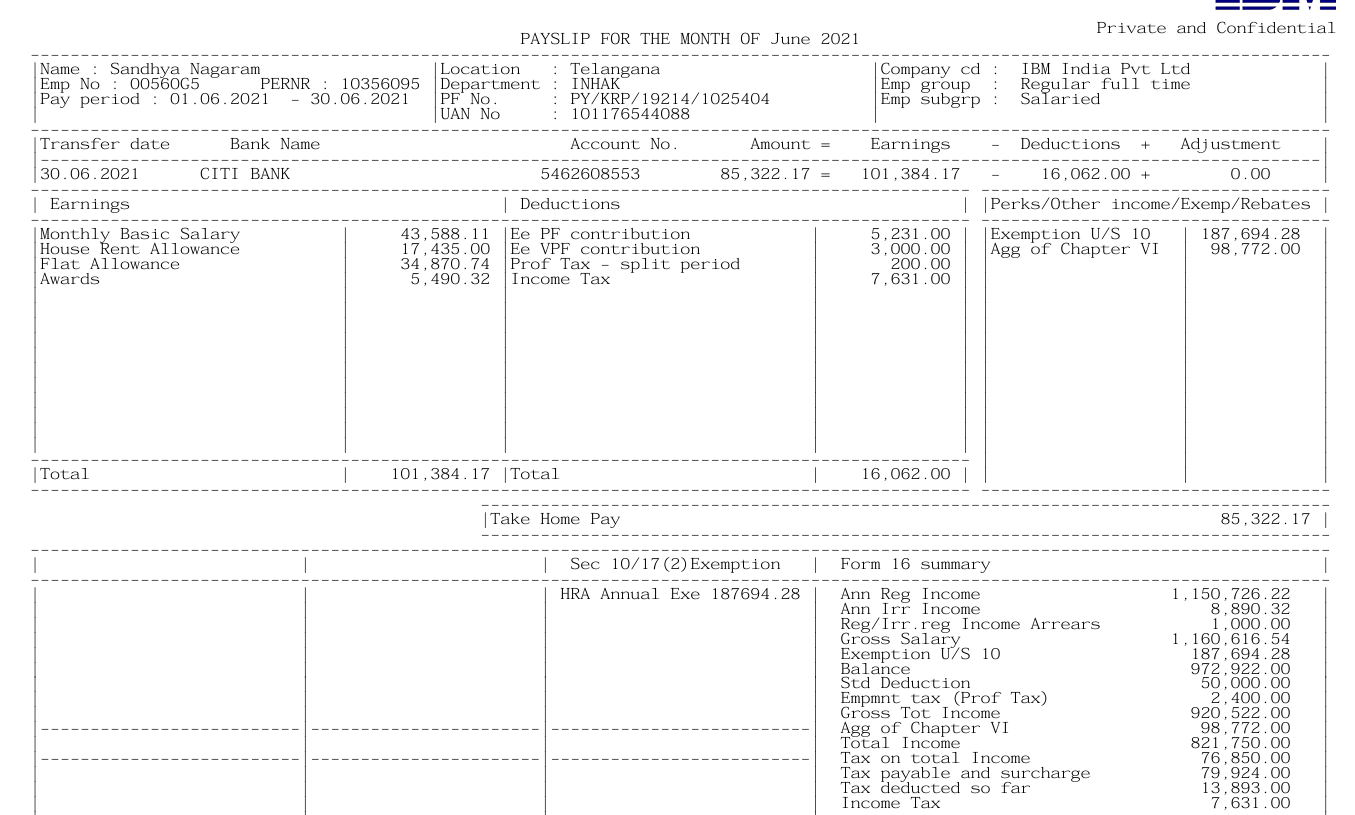 IBM
Private and Confidential
PAYSLIP FOR THE MONTH OF June 2021
Name : Sandhya Nagaram Location : Telangana Company cd : IBM India Pvt Ltd
Emp No : 00560G5 PERNR : 10356095 Department : INHAK Emp group : Regular full time
Pay period : 01.06.2021 - 30.06.2021 PF No. : PY/KRP/19214/1025404 Emp subgrp : Salaried
UAN No : 101176544088
Transfer date Bank Name Account No. Amount = Earnings - Deductions + Adjustment
30.06.2021 CITI BANK 5462608553 85,322.17 = 101,384.17 - 16,062.00 + 0.00
Earnings Deductions Perks/Other income/Exemp/Rebates
Monthly Basic Salary 43,588.11 Ee PF contribution 5,231.00 Exemption U/S 10 187,694.28
House Rent Allowance 17,435.00 Ee VPF contribution 3,000.00 Agg of Chapter VI 98,772.00
Flat Allowance 34,870.74 Prof Tax - split period 200.00
Awards 5,490.32 Income Tax 7,631.00
Total 101,384.17 Total 16,062.00
Take Home Pay 85,322.17
Sec 10/17(2)Exemption Form 16 summary
HRA Annual Exe 187694.28 Ann Reg Income 1,150,726.22
Ann Irr Income 8,890.32
Reg/Irr.reg Income Arrears 1,000.00
Gross Salary 1,160,616.54
Exemption U/S 10 187,694.28
Balance 972,922.00
Std Deduction 50,000.00
Empmnt tax (Prof Tax) 2,400.00
Gross Tot Income 920,522.00
Agg of Chapter VI 98,772.00
Total Income 821,750.00
Tax on total Income 76,850.00
Tax payable and surcharge 79,924.00
Tax deducted so far 13,893.00
Income Tax 7,631.00